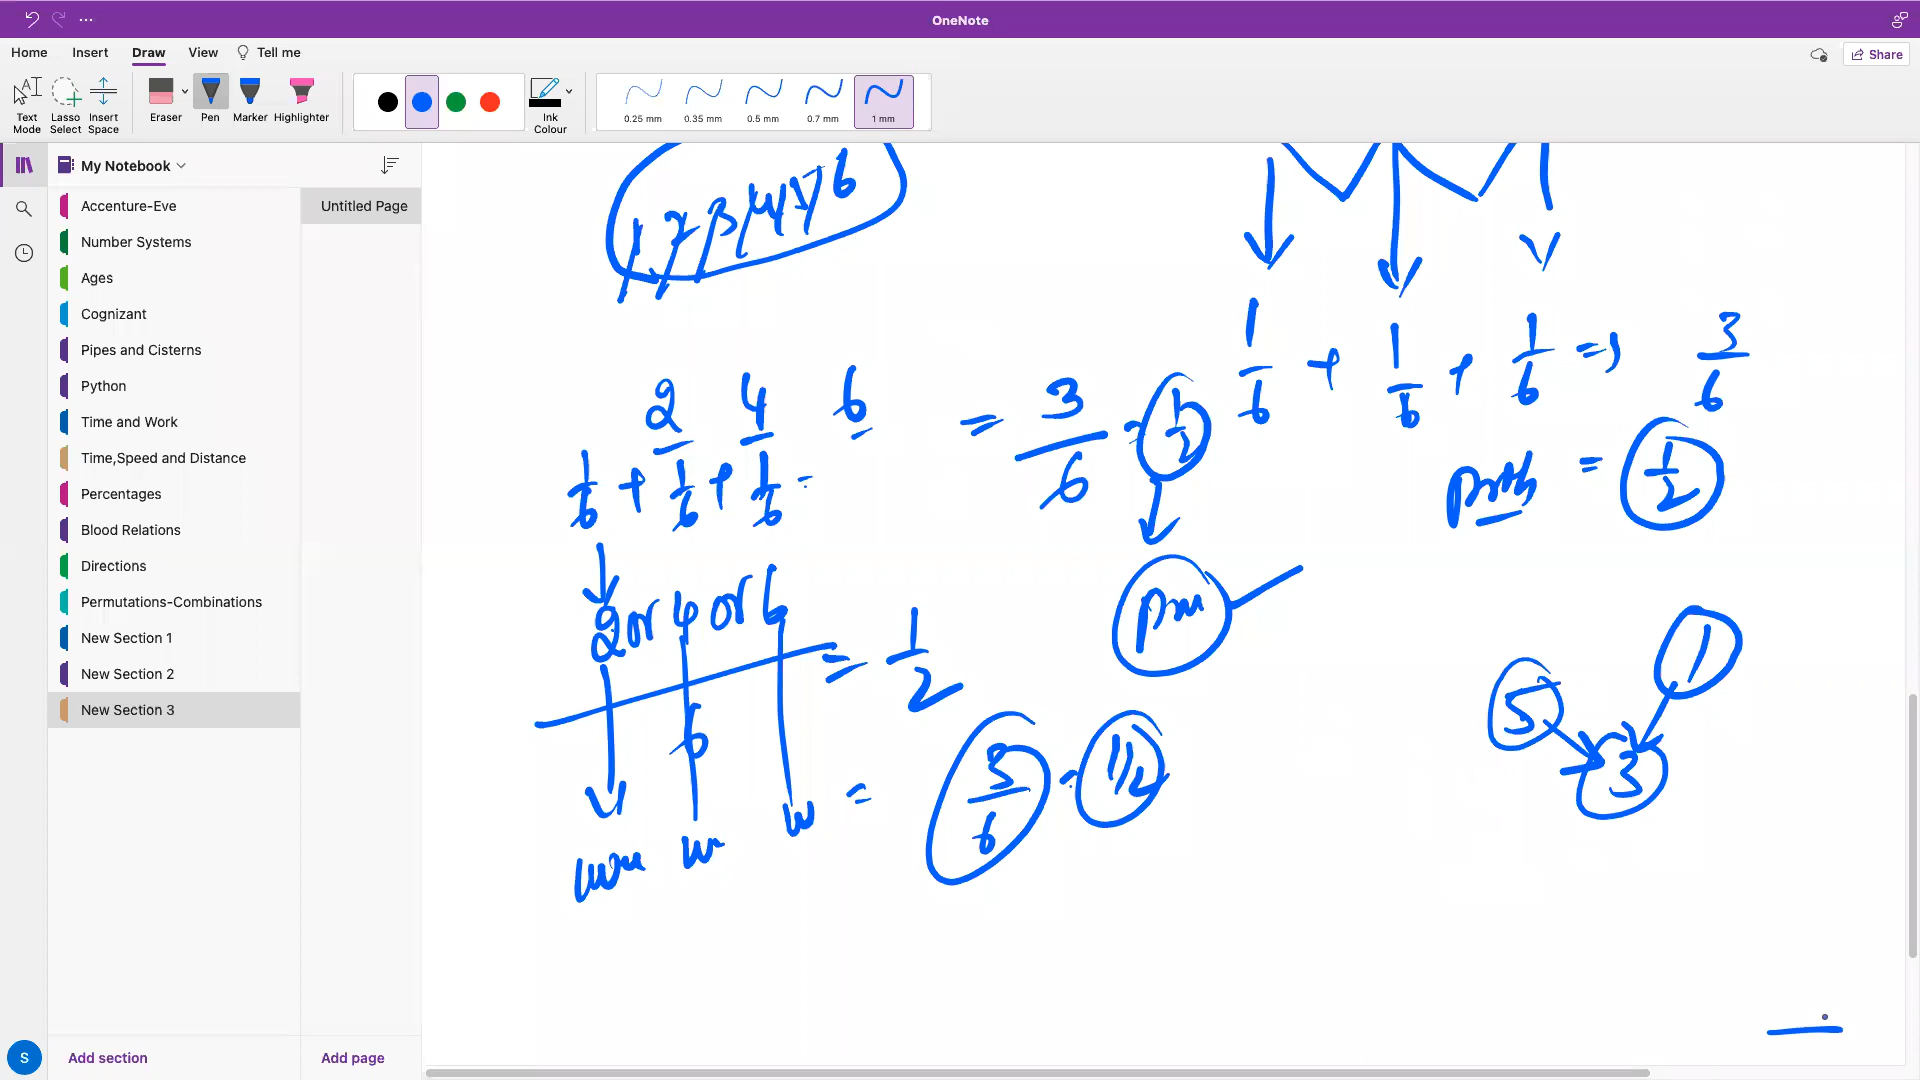 OneNote
Home Insert Draw View Tell me
Share
Text Mode
Lasso Select
Insert Space
Eraser
Pen
Marker
Highlighter
Ink Colour
0.25 mm
0.35 mm
0.5 mm
0.7 mm
1 mm
My Notebook
Accenture-Eve
Number Systems
Ages
Cognizant
Pipes and Cisterns
Python
Time and Work
Time,Speed and Distance
Percentages
Blood Relations
Directions
Permutations-Combinations
New Section 1
New Section 2
New Section 3
Add section
Untitled Page
Add page
S
1, 2, 3, 4, 5, 6
1/6 + 1/6 + 1/6 => 3/6
2 4 6 = 3/6 = 1/2
1/6 + 1/6 + 1/6 =
= 1/2
2 or 4 or 6
6
= 1/2
= 3/6 = 1/2
5 1
3